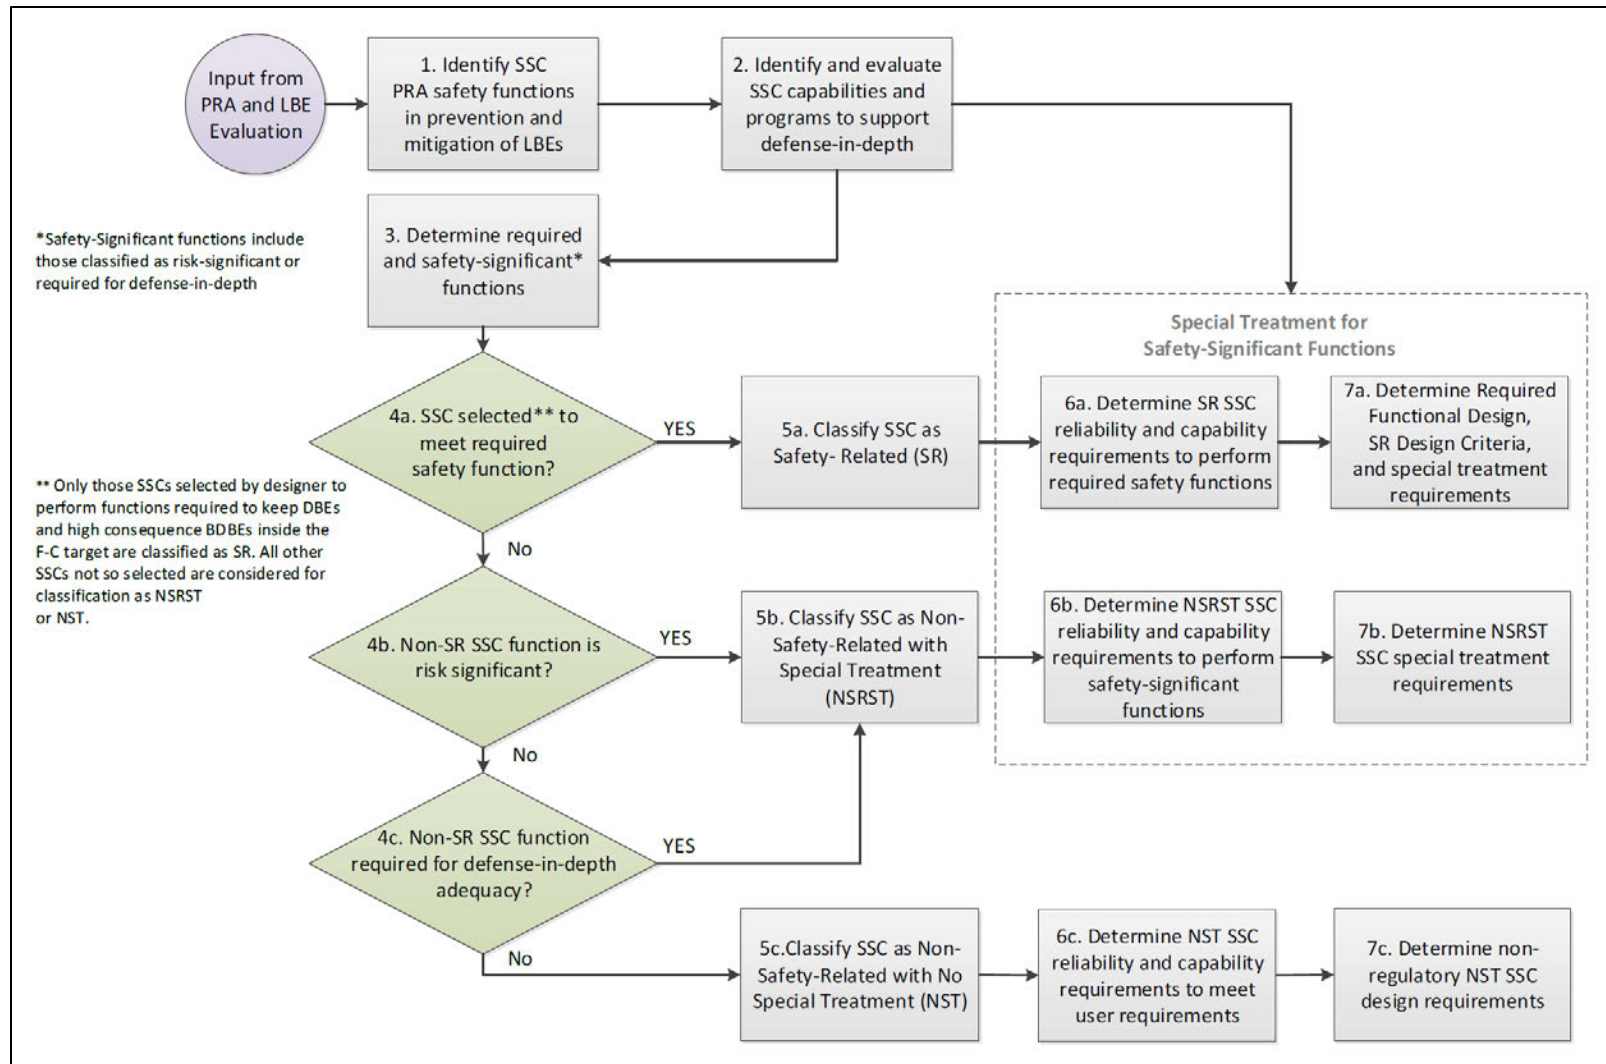 Input from
PRA and LBE
Evaluation
1. Identify SSC
PRA safety functions
in prevention and
mitigation of LBEs
2. Identify and evaluate
SSC capabilities and
programs to support
defense-in-depth
*Safety-Significant functions include
those classified as risk-significant or
required for defense-in-depth
3. Determine required
and safety-significant*
functions
Special Treatment for
Safety-Significant Functions
4a. SSC selected** to
meet required
safety function?
YES
5a. Classify SSC as
Safety- Related (SR)
6a. Determine SR SSC
reliability and capability
requirements to perform
required safety functions
7a. Determine Required
Functional Design,
SR Design Criteria,
and special treatment
requirements
** Only those SSCs selected by designer to
perform functions required to keep DBEs
and high consequence BDBEs inside the
F-C target are classified as SR. All other
SSCs not so selected are considered for
classification as NSRST
or NST.
No
4b. Non-SR SSC function is
risk significant?
YES
5b. Classify SSC as Non-
Safety-Related with
Special Treatment
(NSRST)
6b. Determine NSRST SSC
reliability and capability
requirements to perform
safety-significant
functions
7b. Determine NSRST
SSC special treatment
requirements
No
4c. Non-SR SSC function
required for defense-in-depth
adequacy?
YES
No
5c.Classify SSC as Non-
Safety-Related with No
Special Treatment (NST)
6c. Determine NST SSC
reliability and capability
requirements to meet
user requirements
7c. Determine non-
regulatory NST SSC
design requirements